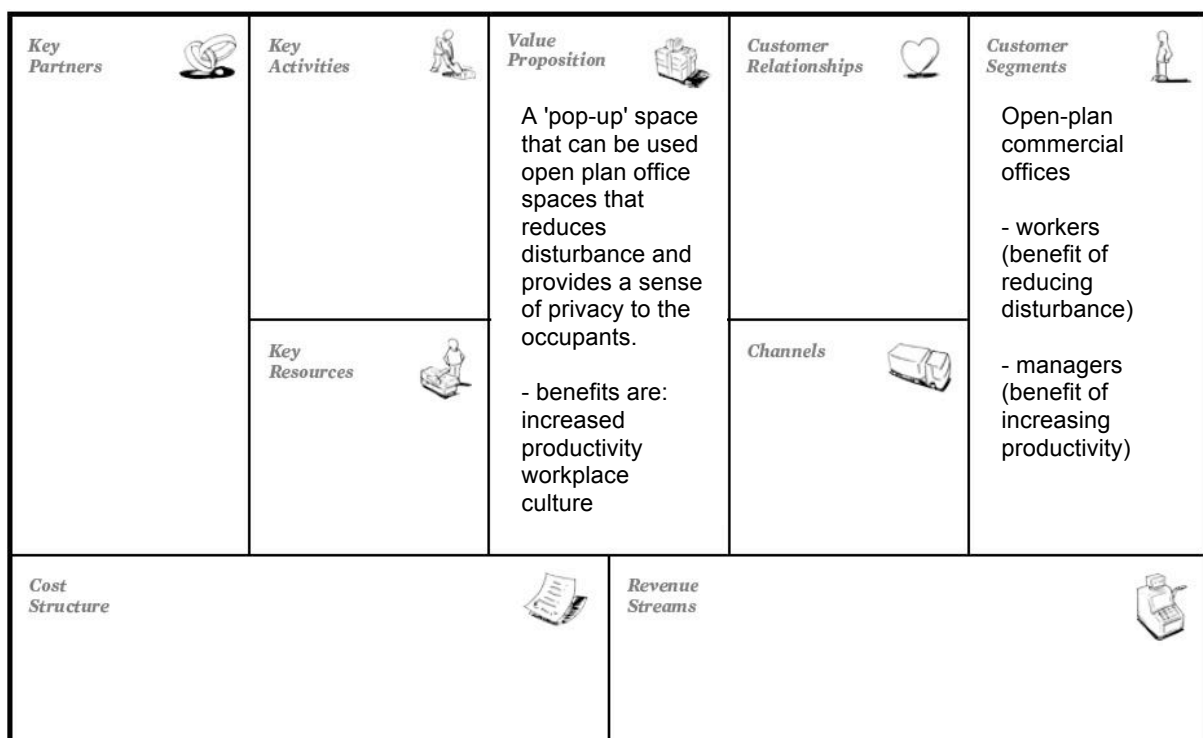 Key
Partners
Key
Activities
Value
Proposition
A 'pop-up' space
that can be used
open plan office
spaces that
reduces
disturbance and
provides a sense
of privacy to the
occupants.
- benefits are:
increased
productivity
workplace
culture
Customer
Relationships
Customer
Segments
Open-plan
commercial
offices
- workers
(benefit of
reducing
disturbance)
- managers
(benefit of
increasing
productivity)
Key
Resources
Channels
Cost
Structure
Revenue
Streams